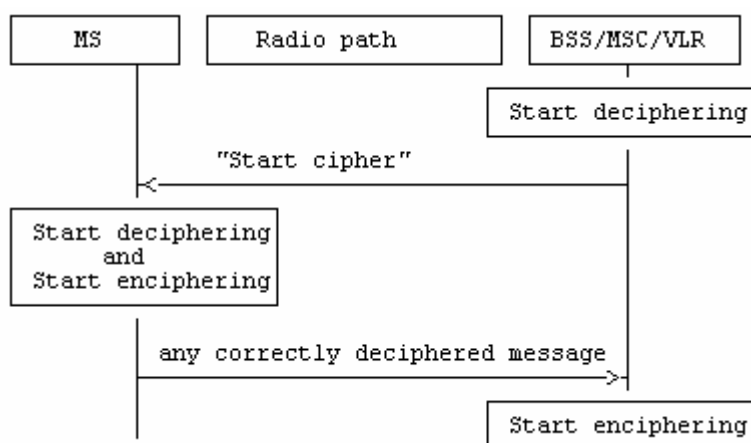 MS
Radio path
BSS/MSC/VLR
Start deciphering
"Start cipher"
Start deciphering
and
Start enciphering
any correctly deciphered message
Start enciphering